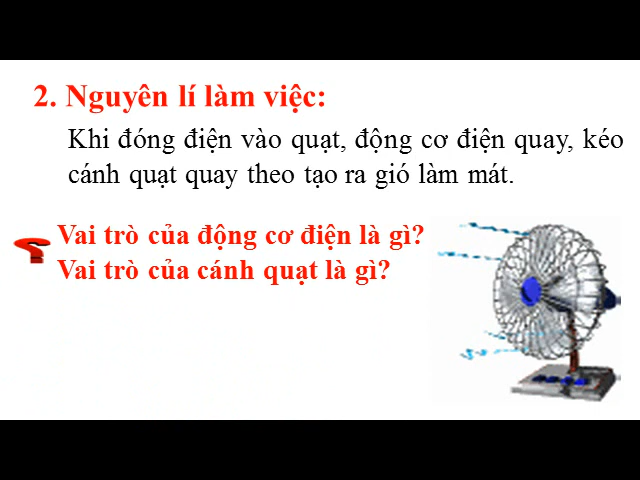 2. Nguyên lí làm việc:
Khi đóng điện vào quạt, động cơ điện quay, kéo
cánh quạt quay theo tạo ra gió làm mát.
? Vai trò của động cơ điện là gì?
Vai trò của cánh quạt là gì?